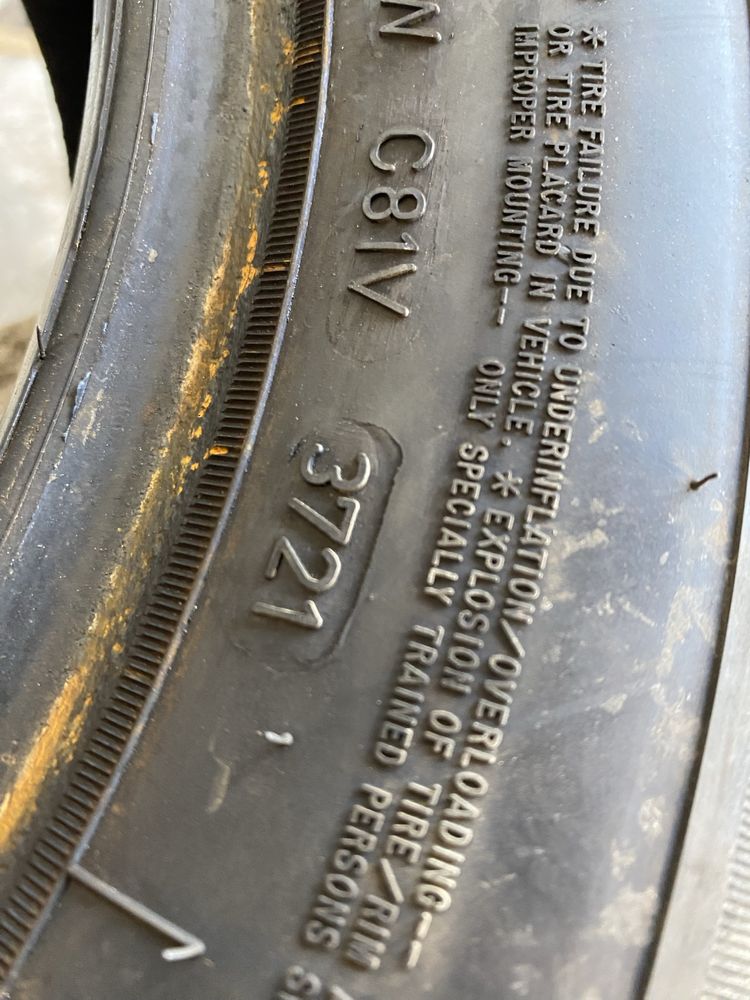 N C81V 3721
* TIRE FAILURE DUE TO UNDERINFLATION/OVERLOADING--
OR TIRE PLACARD IN VEHICLE. * EXPLOSION OF TIRE/RIM
IMPROPER MOUNTING-- ONLY SPECIALLY TRAINED PERSONS